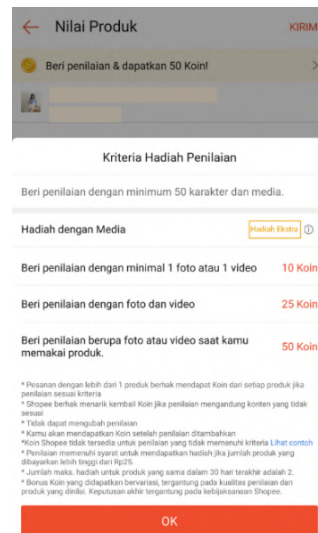 Nilai Produk
KIRIM
Beri penilaian & dapatkan 50 Koin!
Kriteria Hadiah Penilaian
Beri penilaian dengan minimum 50 karakter dan media.
Hadiah dengan Media
Hadiah Ekstra
Beri penilaian dengan minimal 1 foto atau 1 video
10 Koin
Beri penilaian dengan foto dan video
25 Koin
Beri penilaian berupa foto atau video saat kamu
memakai produk.
50 Koin
* Pesanan dengan lebih dari 1 produk berhak mendapat Koin dari setiap produk jika
penilaian sesuai kriteria
* Shopee berhak menarik kembali Koin jika penilaian mengandung konten yang tidak
sesuai
* Tidak dapat mengubah penilaian
* Kamu akan mendapatkan Koin setelah penilaian ditambahkan
*Koin Shopee tidak tersedia untuk penilaian yang tidak memenuhi kriteria Lihat contoh
* Penilaian memenuhi syarat untuk mendapatkan hadiah jika jumlah produk yang
dibayarkan lebih tinggi dari Rp25.
* Jumlah maks. hadiah untuk produk yang sama dalam 30 hari terakhir adalah 2.
* Bonus Koin yang didapatkan bervariasi, tergantung pada kualitas penilaian dan
produk yang dinilai. Keputusan akhir tergantung pada kebijaksanaan Shopee.
OK